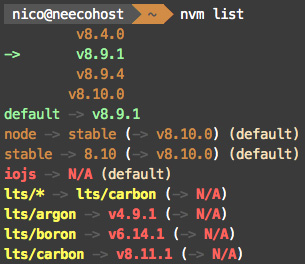 nico@neecohost ~ nvm list
v8.4.0
-> v8.9.1
v8.9.4
v8.10.0
default -> v8.9.1
node -> stable (-> v8.10.0) (default)
stable -> 8.10 (-> v8.10.0) (default)
iojs -> N/A (default)
lts/* -> lts/carbon (-> N/A)
lts/argon -> v4.9.1 (-> N/A)
lts/boron -> v6.14.1 (-> N/A)
lts/carbon -> v8.11.1 (-> N/A)